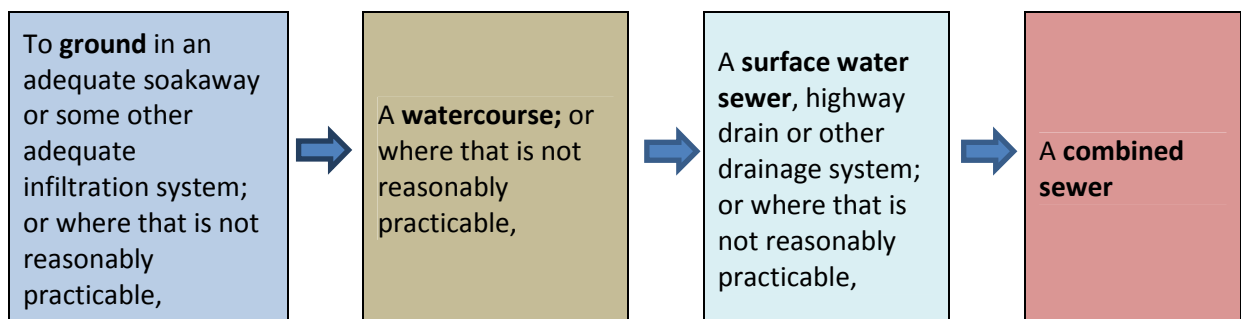 To ground in an
adequate soakaway
or some other
adequate
infiltration system;
or where that is not
reasonably
practicable,
A watercourse; or
where that is not
reasonably
practicable,
A surface water
sewer, highway
drain or other
drainage system;
or where that is
not reasonably
practicable,
A combined
sewer